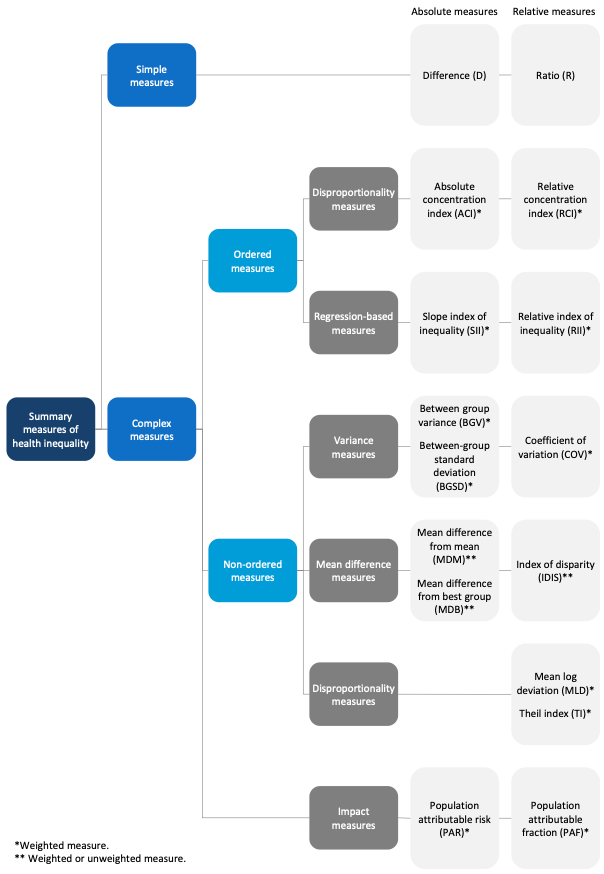 Absolute measures
Relative measures
Simple
measures
Difference (D)
Ratio (R)
Disproportionality
measures
Absolute
concentration
index (ACI)*
Relative
concentration
index (RCI)*
Ordered
measures
Regression-based
measures
Slope index of
inequality (SII)*
Relative index of
inequality (RII)*
Summary
measures of
health inequality
Complex
measures
Variance
measures
Between group
variance (BGV)*
Between-group
standard
deviation
(BGSD)*
Coefficient of
variation (COV)*
Non-ordered
measures
Mean difference
measures
Mean difference
from mean
(MDM)**
Mean difference
from best group
(MDB)**
Index of disparity
(IDIS)**
Disproportionality
measures
Mean log
deviation (MLD)*
Theil index (TI)*
Impact
measures
Population
attributable risk
(PAR)*
Population
attributable
fraction (PAF)*
*Weighted measure.
** Weighted or unweighted measure.